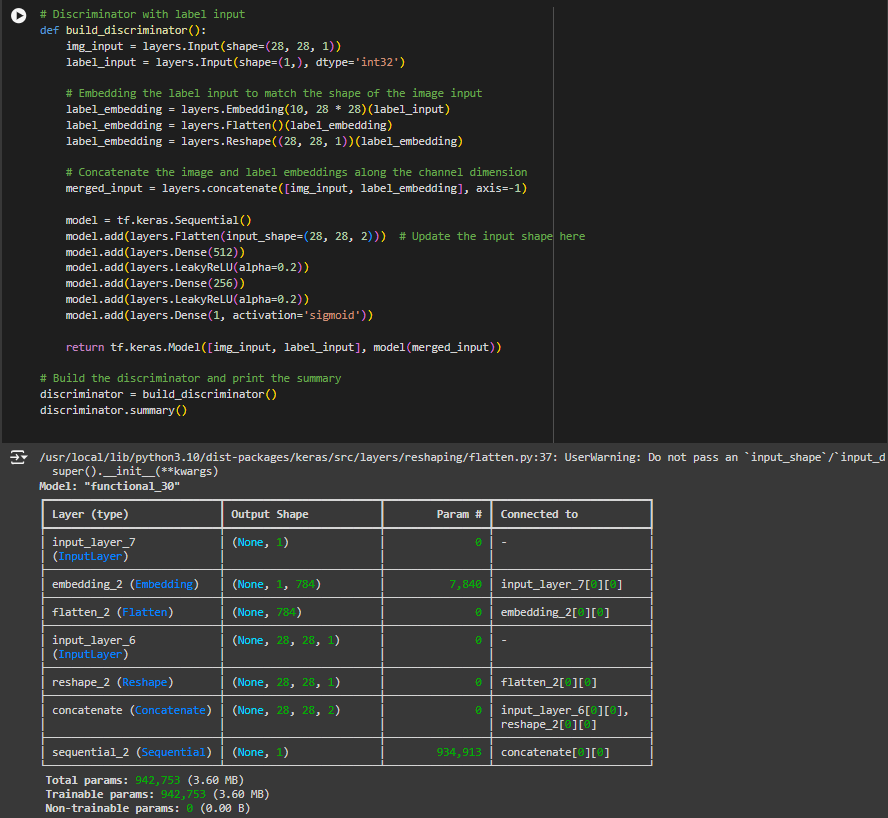 # Discriminator with label input
def build_discriminator():
    img_input = layers.Input(shape=(28, 28, 1))
    label_input = layers.Input(shape=(1,), dtype='int32')

    # Embedding the label input to match the shape of the image input
    label_embedding = layers.Embedding(10, 28 * 28)(label_input)
    label_embedding = layers.Flatten()(label_embedding)
    label_embedding = layers.Reshape((28, 28, 1))(label_embedding)

    # Concatenate the image and label embeddings along the channel dimension
    merged_input = layers.concatenate([img_input, label_embedding], axis=-1)

    model = tf.keras.Sequential()
    model.add(layers.Flatten(input_shape=(28, 28, 2)))  # Update the input shape here
    model.add(layers.Dense(512))
    model.add(layers.LeakyReLU(alpha=0.2))
    model.add(layers.Dense(256))
    model.add(layers.LeakyReLU(alpha=0.2))
    model.add(layers.Dense(1, activation='sigmoid'))

    return tf.keras.Model([img_input, label_input], model(merged_input))

# Build the discriminator and print the summary
discriminator = build_discriminator()
discriminator.summary()

/usr/local/lib/python3.10/dist-packages/keras/src/layers/reshaping/flatten.py:37: UserWarning: Do not pass an `input_shape`/`input_d
  super().__init__(**kwargs)
Model: "functional_30"
Layer (type) Output Shape Param # Connected to
input_layer_7 (None, 1) 0 -
(InputLayer)
embedding_2 (Embedding) (None, 1, 784) 7,840 input_layer_7[0][0]
flatten_2 (Flatten) (None, 784) 0 embedding_2[0][0]
input_layer_6 (None, 28, 28, 1) 0 -
(InputLayer)
reshape_2 (Reshape) (None, 28, 28, 1) 0 flatten_2[0][0]
concatenate (Concatenate) (None, 28, 28, 2) 0 input_layer_6[0][0],
reshape_2[0][0]
sequential_2 (Sequential) (None, 1) 934,913 concatenate[0][0]
Total params: 942,753 (3.60 MB)
Trainable params: 942,753 (3.60 MB)
Non-trainable params: 0 (0.00 B)